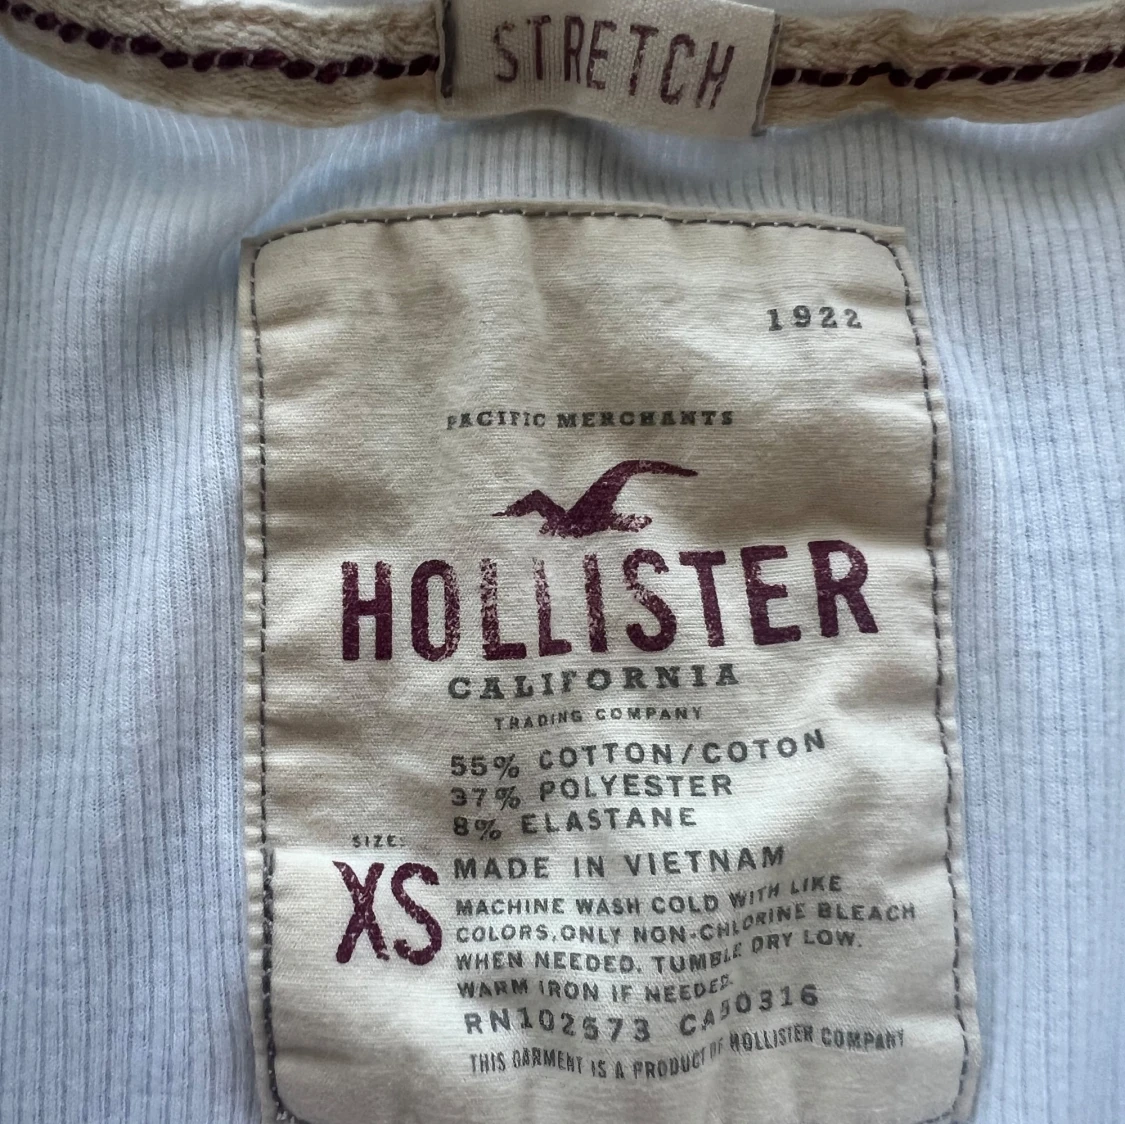 STRETCH
1922
PACIFIC MERCHANTS
HOLLISTER
CALIFORNIA
TRADING COMPANY
55% COTTON/COTON
37% POLYESTER
8% ELASTANE
SIZE:
XS
MADE IN VIETNAM
MACHINE WASH COLD WITH LIKE
COLORS.ONLY NON-CHLORINE BLEACH
WHEN NEEDED. TUMBLE DRY LOW.
WARM IRON IF NEEDED.
RN102573 CA50316
THIS GARMENT IS A PRODUCT OF HOLLISTER COMPANY